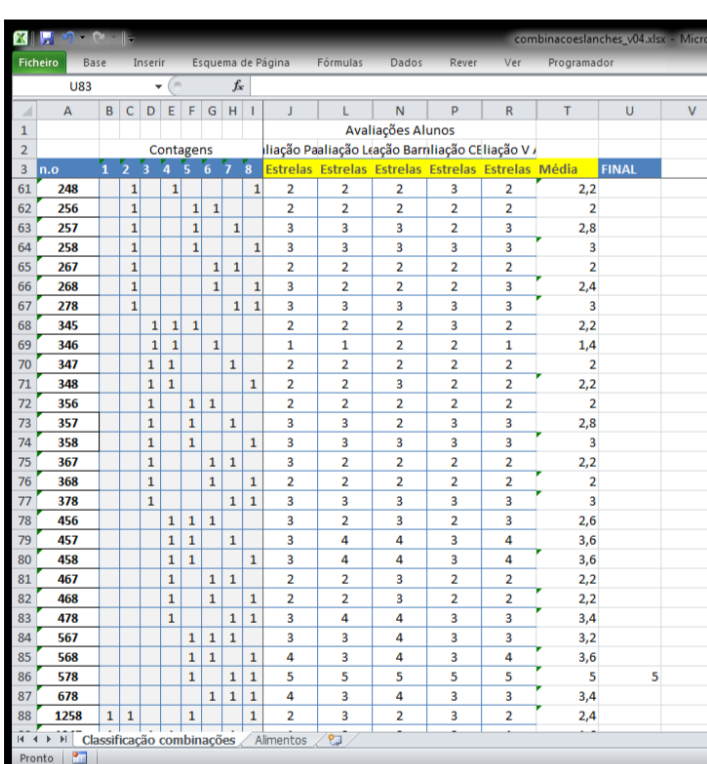 combinacoeslanches_v04.xlsx - Micro
Ficheiro Base Inserir Esquema de Página Fórmulas Dados Rever Ver Programador
U83 fx
A B C D E F G H I J L N P R T U V
1 Avaliações Alunos
2 Contagens
3 n.o 1 2 3 4 5 6 7 8 Estrelas Estrelas Estrelas Estrelas Estrelas Média FINAL
61 248 1 1 1 2 2 2 3 2 2,2
62 256 1 1 1 2 2 2 2 2 2
63 257 1 1 1 3 3 3 2 3 2,8
64 258 1 1 1 3 3 3 3 3 3
65 267 1 1 1 2 2 2 2 2 2
66 268 1 1 1 3 2 2 2 3 2,4
67 278 1 1 1 3 3 3 3 3 3
68 345 1 1 1 2 2 2 3 2 2,2
69 346 1 1 1 1 1 2 2 1 1,4
70 347 1 1 1 2 2 2 2 2 2
71 348 1 1 1 2 2 3 2 2 2,2
72 356 1 1 1 2 2 2 2 2 2
73 357 1 1 1 3 3 2 3 3 2,8
74 358 1 1 1 3 3 3 3 3 3
75 367 1 1 1 3 2 2 2 2 2,2
76 368 1 1 1 2 2 2 2 2 2
77 378 1 1 1 3 3 3 3 3 3
78 456 1 1 1 3 2 3 2 3 2,6
79 457 1 1 1 3 4 4 3 4 3,6
80 458 1 1 1 3 4 4 3 4 3,6
81 467 1 1 1 2 2 3 2 2 2,2
82 468 1 1 1 2 2 3 2 2 2,2
83 478 1 1 1 3 4 4 3 3 3,4
84 567 1 1 1 3 3 4 3 3 3,2
85 568 1 1 1 4 3 4 3 4 3,6
86 578 1 1 1 5 5 5 5 5 5 5
87 678 1 1 1 4 3 4 3 3 3,4
88 1258 1 1 1 1 2 3 2 3 2 2,4
Classificação combinações Alimentos
Pronto